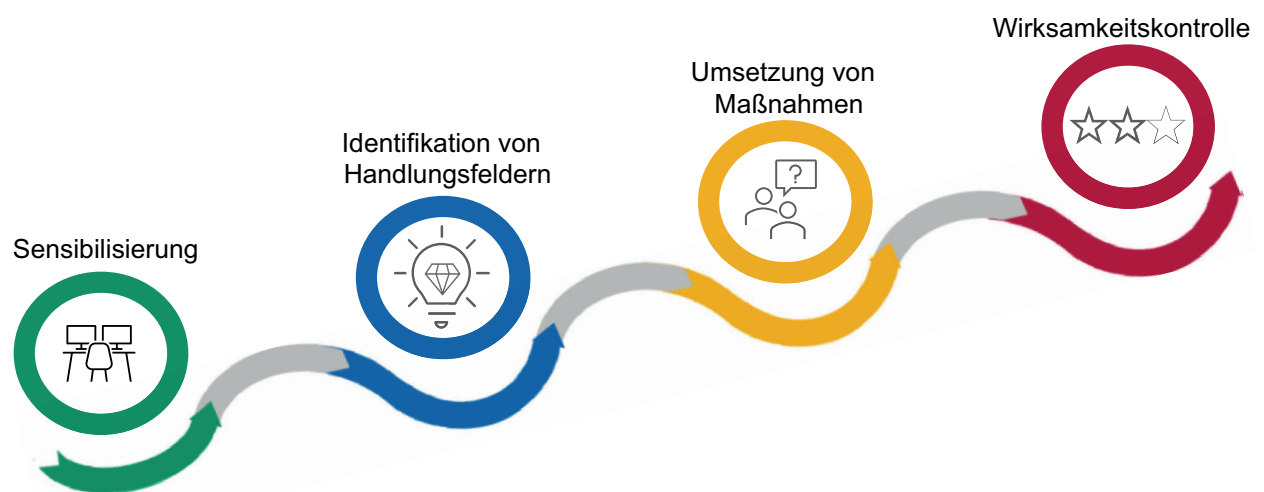 Sensibilisierung
Identifikation von
Handlungsfeldern
Umsetzung von
Maßnahmen
Wirksamkeitskontrolle
?